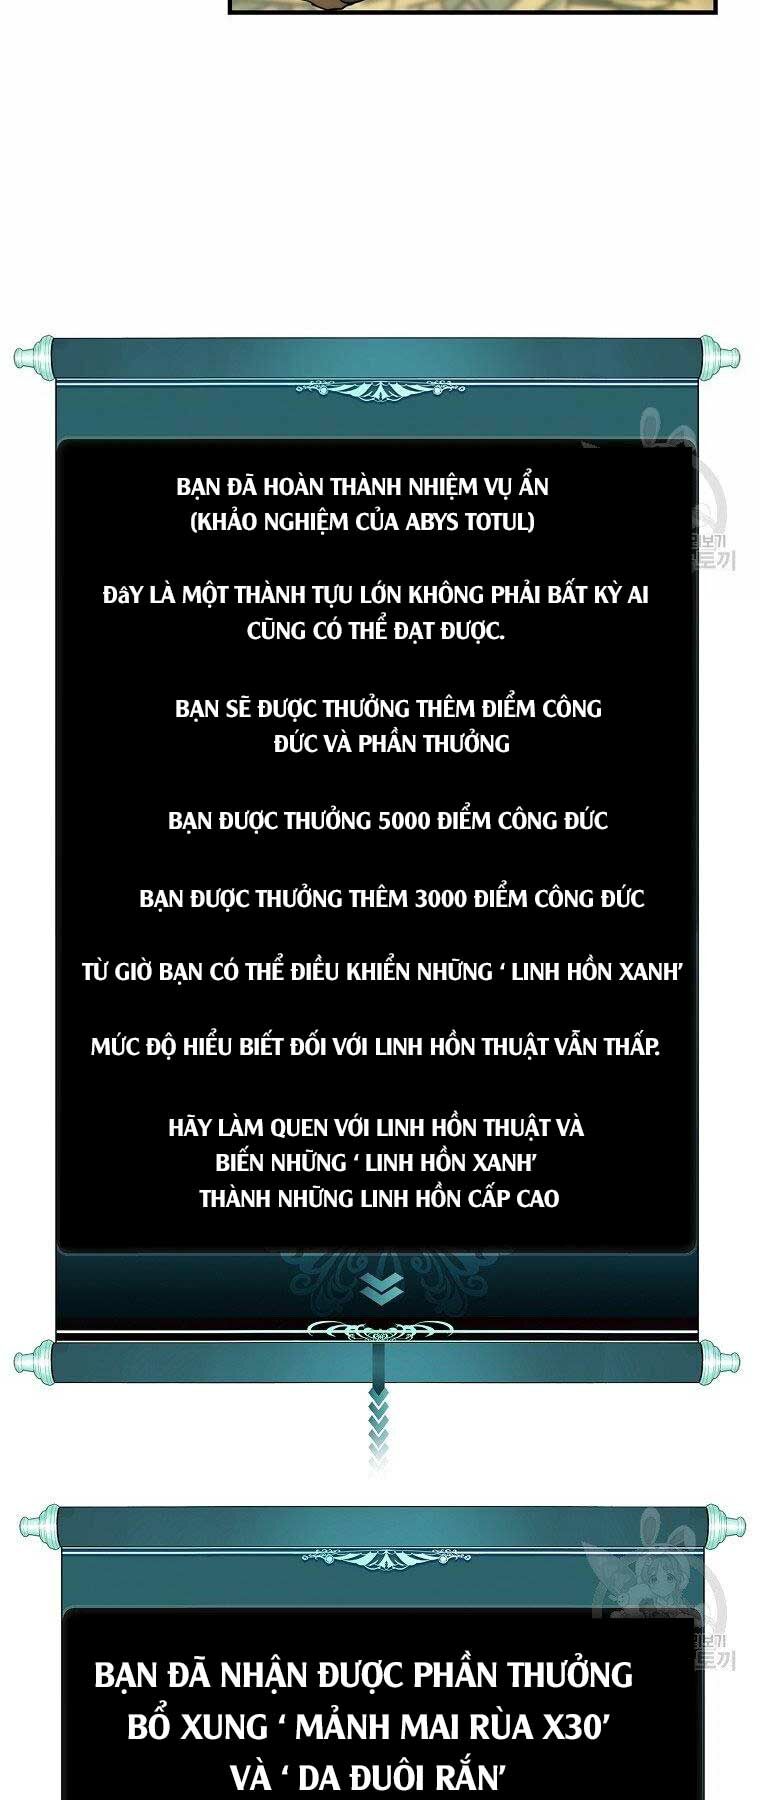 BẠN ĐÃ HOÀN THÀNH NHIỆM VỤ ẨN
(KHẢO NGHIỆM CỦA ABYS TOTUL)
ĐâY LÀ MỘT THÀNH TỰU LỚN KHÔNG PHẢI BẤT KỲ AI
CŨNG CÓ THỂ ĐẠT ĐƯỢC.
BẠN SẼ ĐƯỢC THƯỞNG THÊM ĐIỂM CÔNG
ĐỨC VÀ PHẦN THƯỞNG
BẠN ĐƯỢC THƯỞNG 5000 ĐIỂM CÔNG ĐỨC
BẠN ĐƯỢC THƯỞNG THÊM 3000 ĐIỂM CÔNG ĐỨC
TỪ GIỜ BẠN CÓ THỂ ĐIỀU KHIỂN NHỮNG ‘ LINH HỒN XANH’
MỨC ĐỘ HIỂU BIẾT ĐỐI VỚI LINH HỒN THUẬT VẪN THẤP.
HÃY LÀM QUEN VỚI LINH HỒN THUẬT VÀ
BIẾN NHỮNG ‘ LINH HỒN XANH’
THÀNH NHỮNG LINH HỒN CẤP CAO
BẠN ĐÃ NHẬN ĐƯỢC PHẦN THƯỞNG
BỔ XUNG ‘ MẢNH MAI RÙA X30’
VÀ ‘ DA ĐUÔI RẮN’